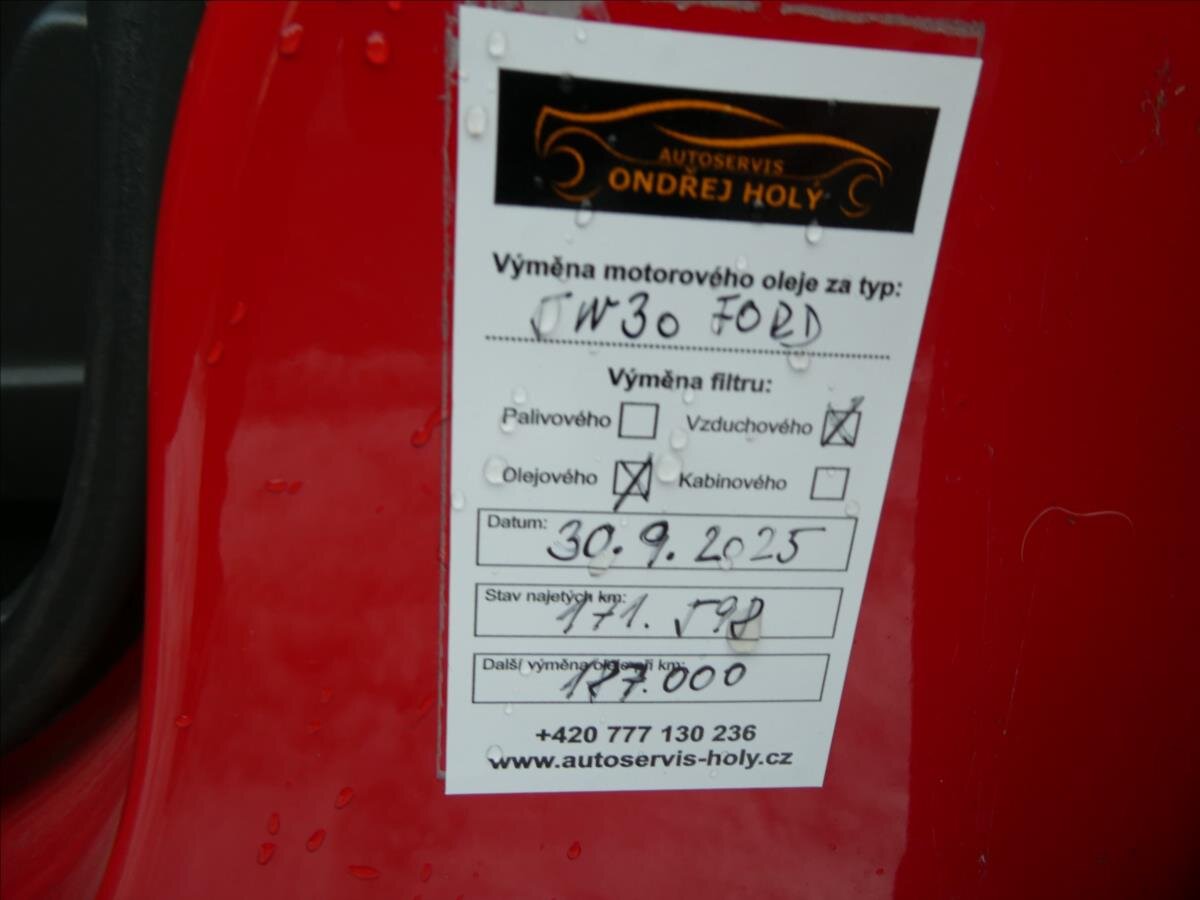 AUTOSERVIS
ONDŘEJ HOLÝ
Výměna motorového oleje za typ:
5W30 FORD
Výměna filtru:
Palivového Vzduchového
Olejového Kabinového
Datum: 30.9.2025
Stav najetých km: 171.598
Další výměna oleje při km: 187.000
+420 777 130 236
www.autoservis-holy.cz